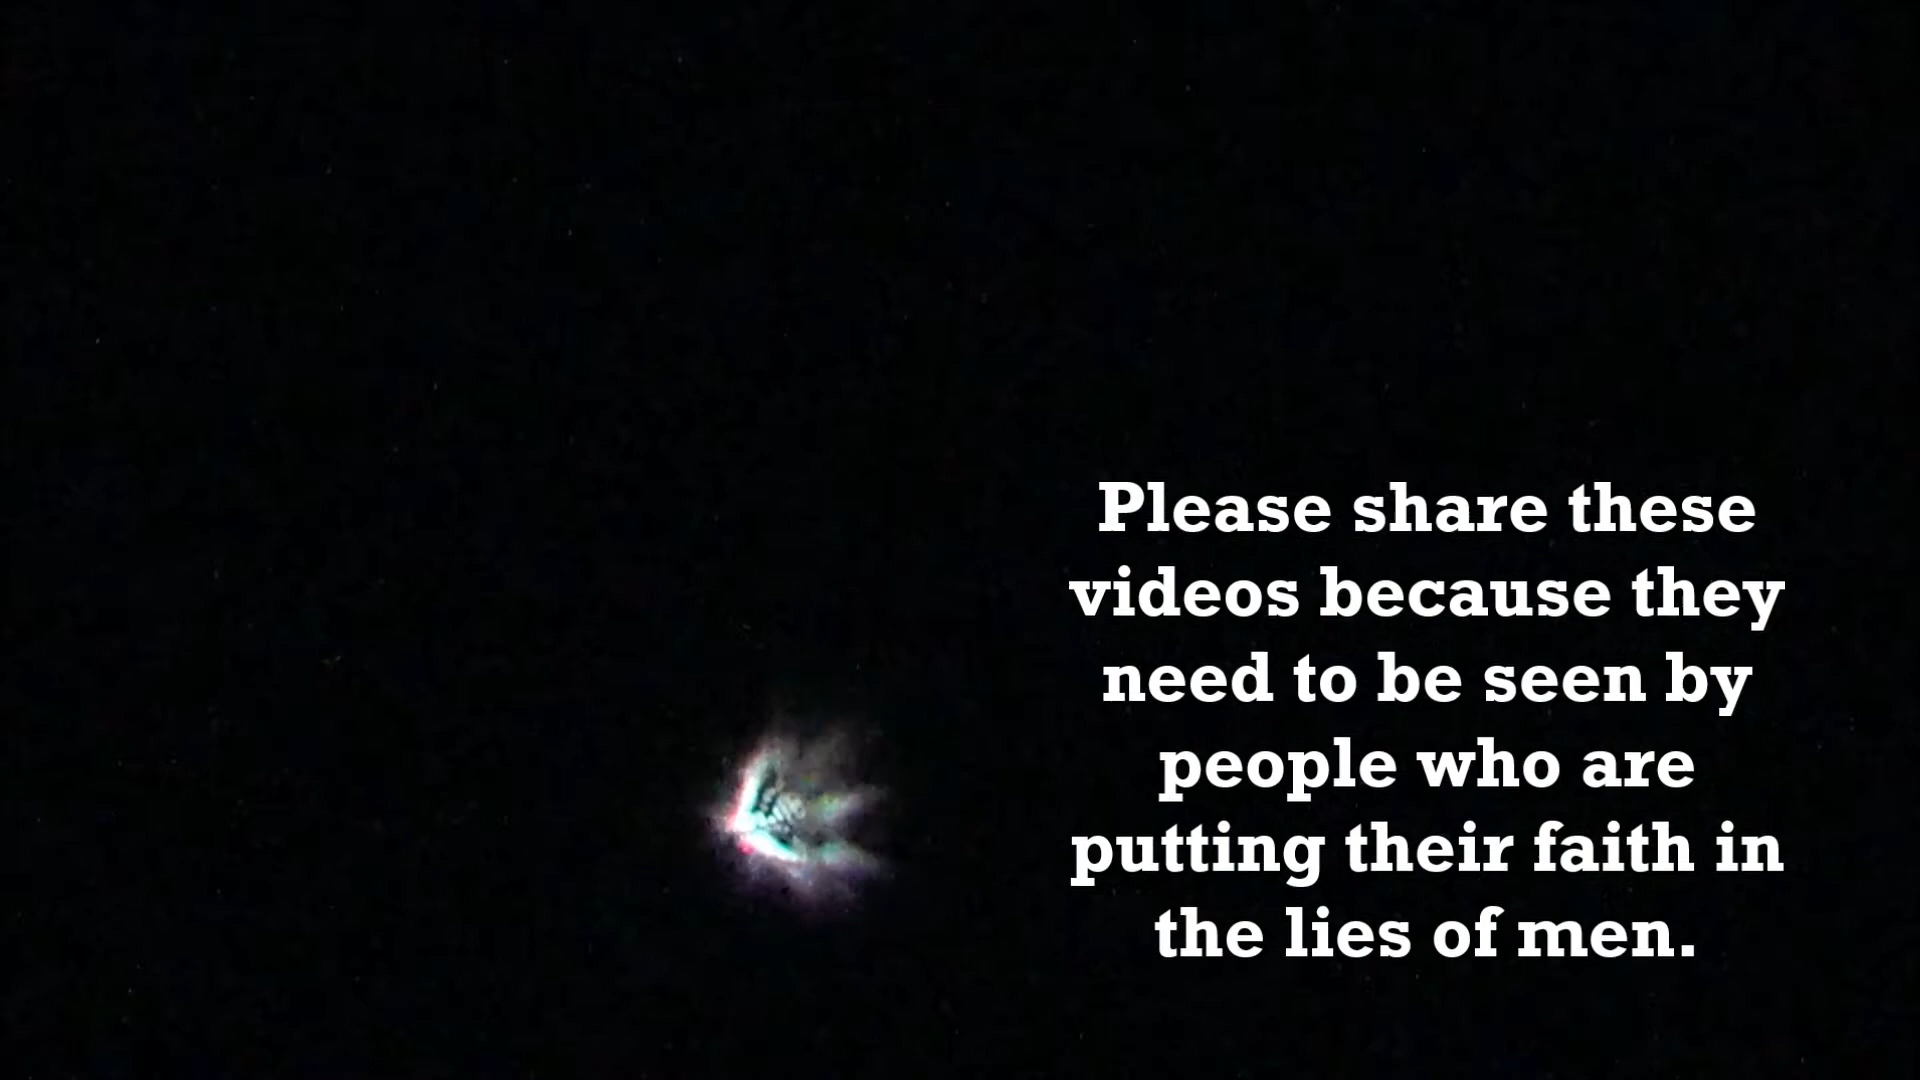 Please share these
videos because they
need to be seen by
people who are
putting their faith in
the lies of men.